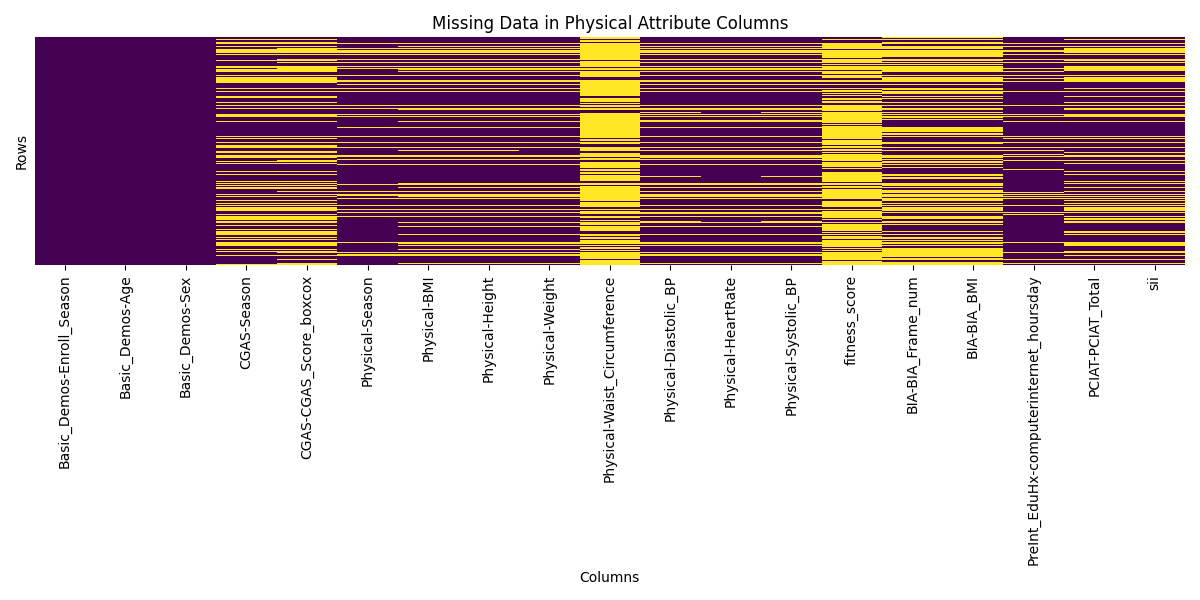 Missing Data in Physical Attribute Columns
Rows
Basic_Demos-Enroll_Season
Basic_Demos-Age
Basic_Demos-Sex
CGAS-Season
CGAS-CGAS_Score_boxcox
Physical-Season
Physical-BMI
Physical-Height
Physical-Weight
Physical-Waist_Circumference
Physical-Diastolic_BP
Physical-HeartRate
Physical-Systolic_BP
fitness_score
BIA-BIA_Frame_num
BIA-BIA_BMI
PreInt_EduHx-computerinternet_hoursday
PCIAT-PCIAT_Total
sii
Columns